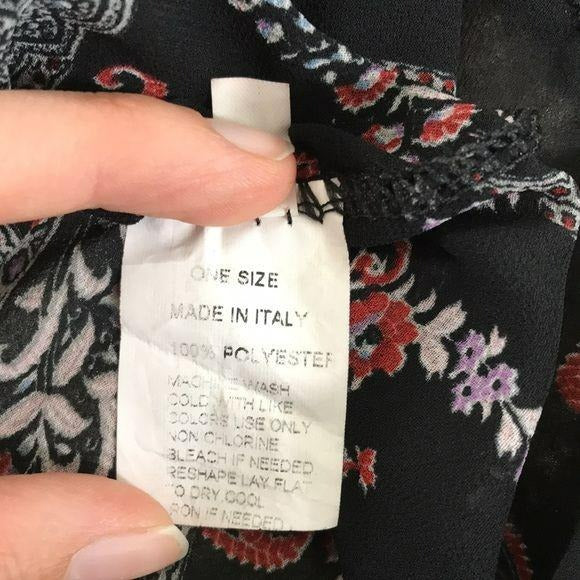 ONE SIZE
MADE IN ITALY
100% POLYESTER
MACHINE WASH
COLD WITH LIKE
COLORS USE ONLY
NON CHLORINE
BLEACH IF NEEDED
RESHAPE LAY FLAT
TO DRY COOL
IRON IF NEEDED.